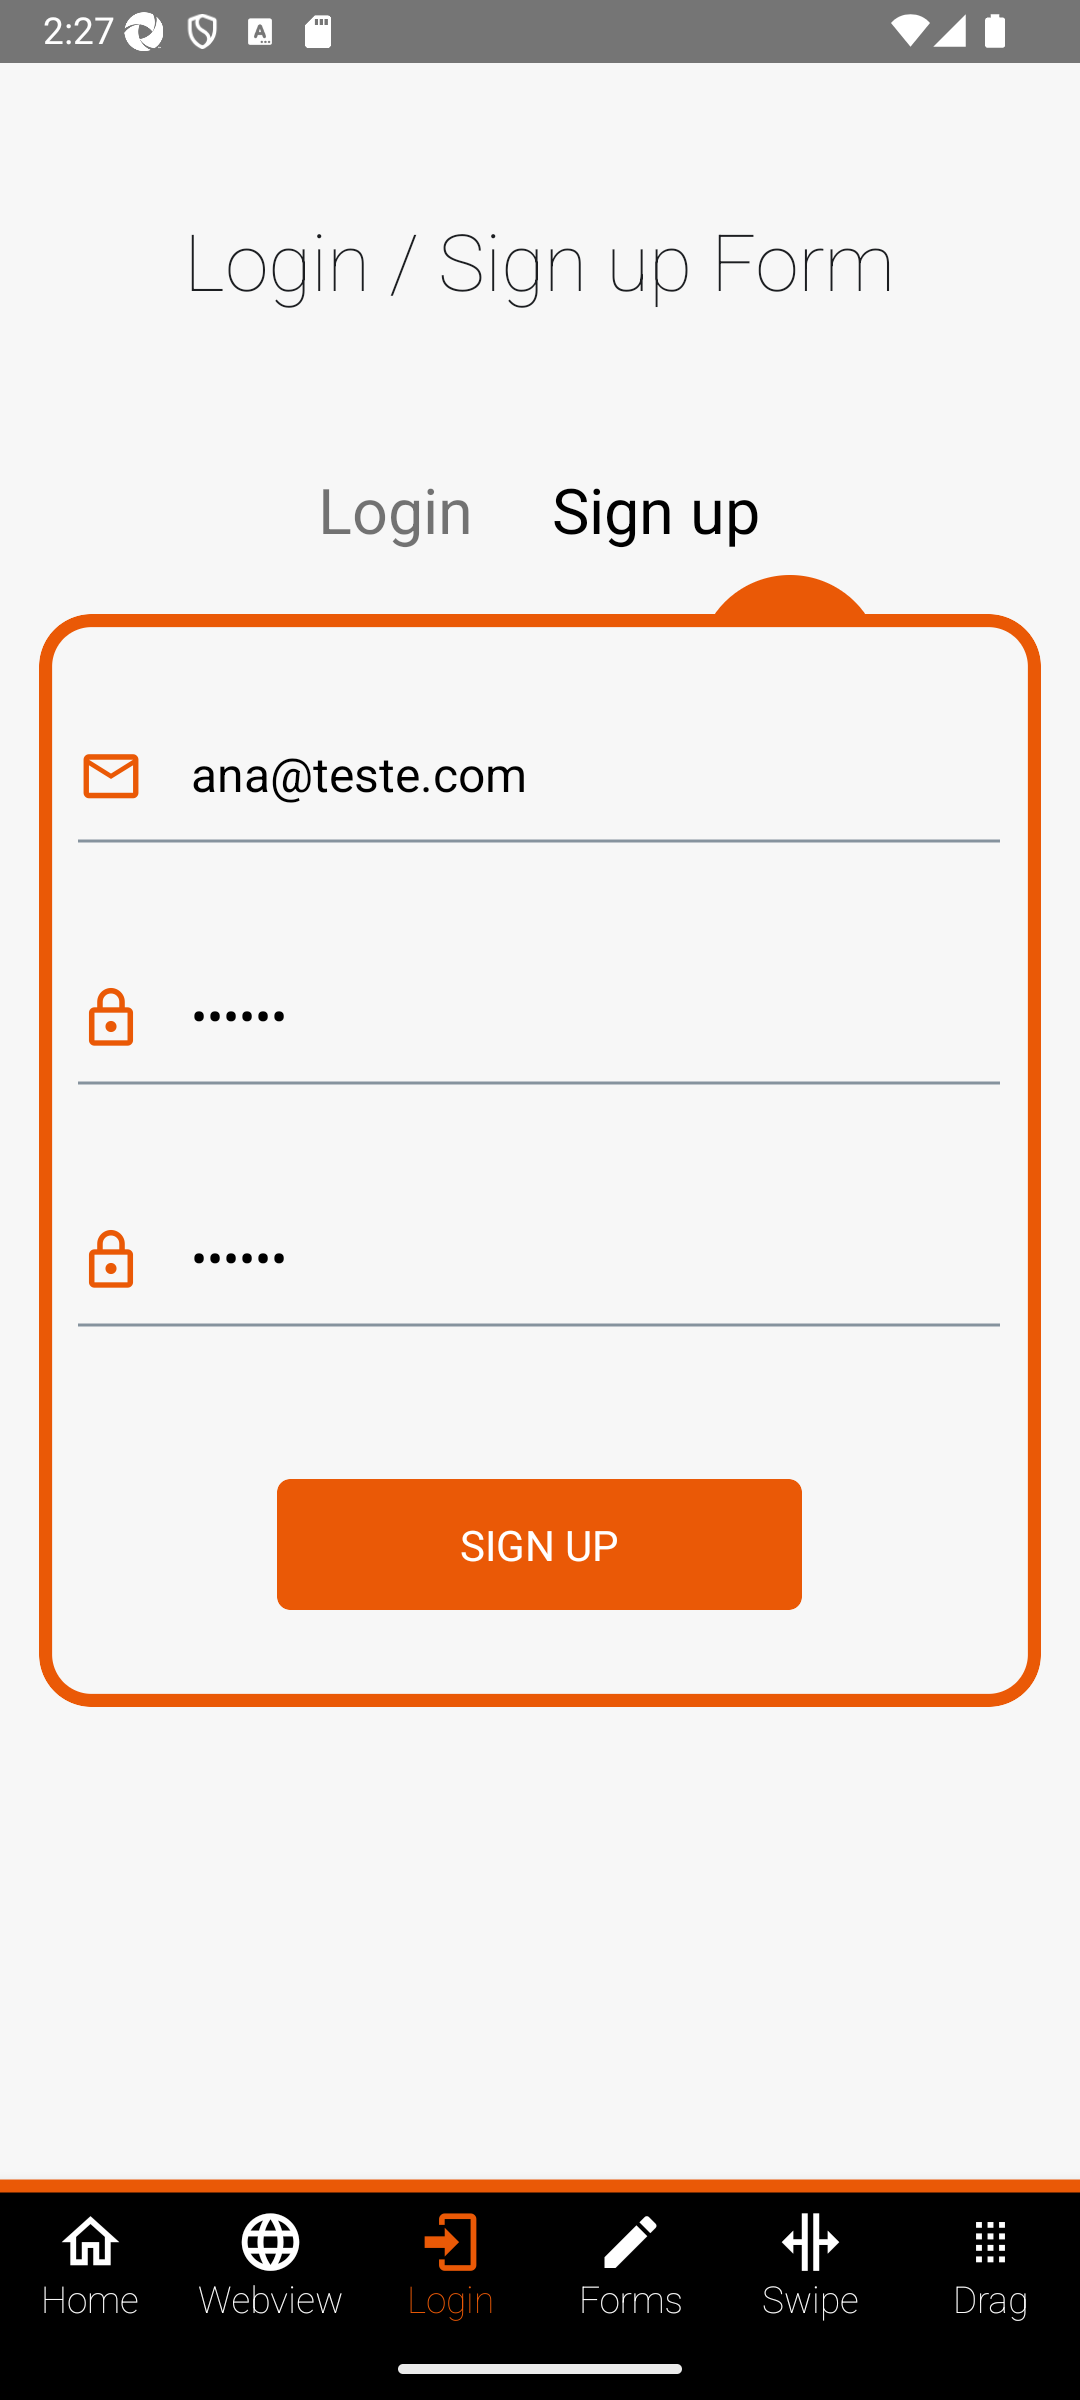 2:27
Login / Sign up Form
Login Sign up
ana@teste.com
••••••
••••••
SIGN UP
Home Webview Login Forms Swipe Drag